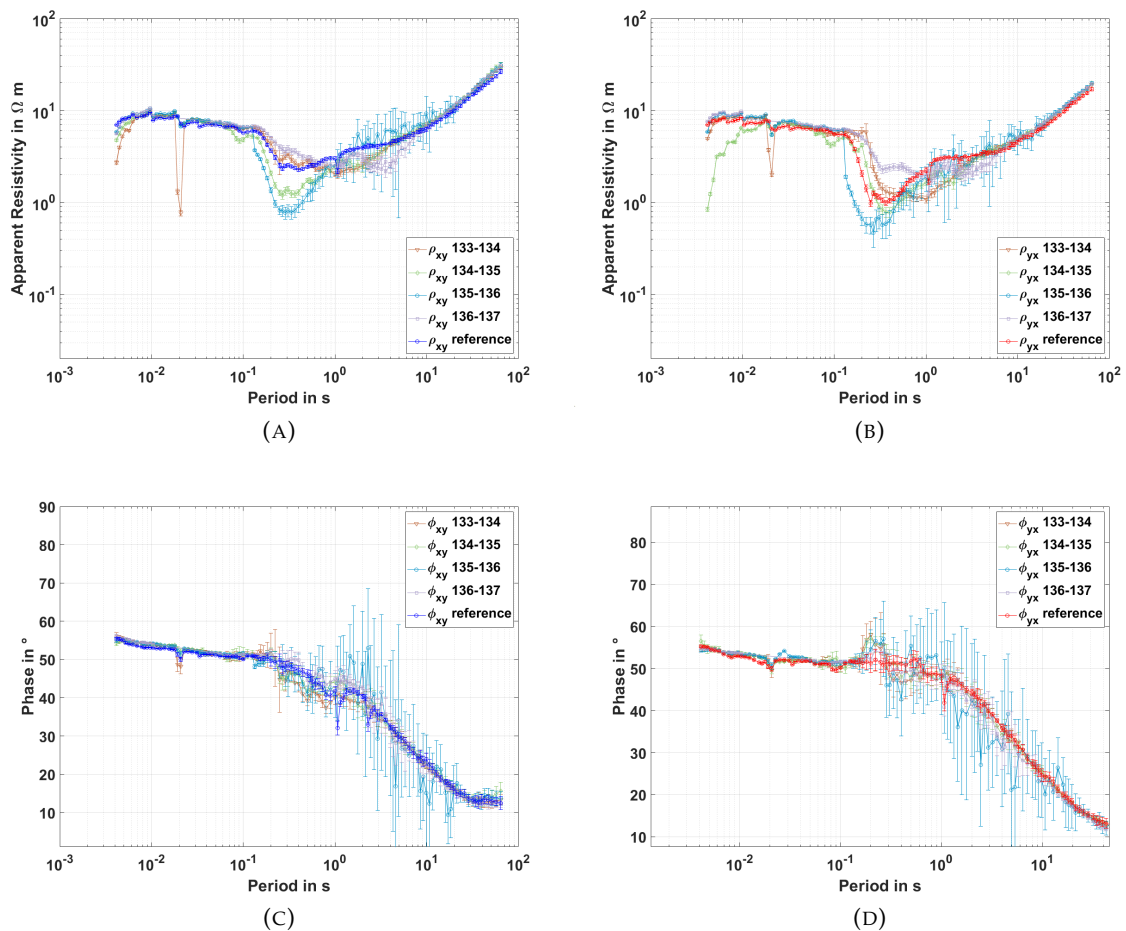 10^2
10^1
10^0
10^-1
Apparent Resistivity in Ω m
ρxy 133-134
ρxy 134-135
ρxy 135-136
ρxy 136-137
ρxy reference
10^-3 10^-2 10^-1 10^0 10^1 10^2
Period in s
(A)
10^2
10^1
10^0
10^-1
Apparent Resistivity in Ω m
ρyx 133-134
ρyx 134-135
ρyx 135-136
ρyx 136-137
ρyx reference
10^-3 10^-2 10^-1 10^0 10^1 10^2
Period in s
(B)
90
80
70
60
50
40
30
20
10
Phase in °
ϕxy 133-134
ϕxy 134-135
ϕxy 135-136
ϕxy 136-137
ϕxy reference
10^-3 10^-2 10^-1 10^0 10^1 10^2
Period in s
(C)
80
70
60
50
40
30
20
10
Phase in °
ϕyx 133-134
ϕyx 134-135
ϕyx 135-136
ϕyx 136-137
ϕyx reference
10^-2 10^-1 10^0 10^1
Period in s
(D)